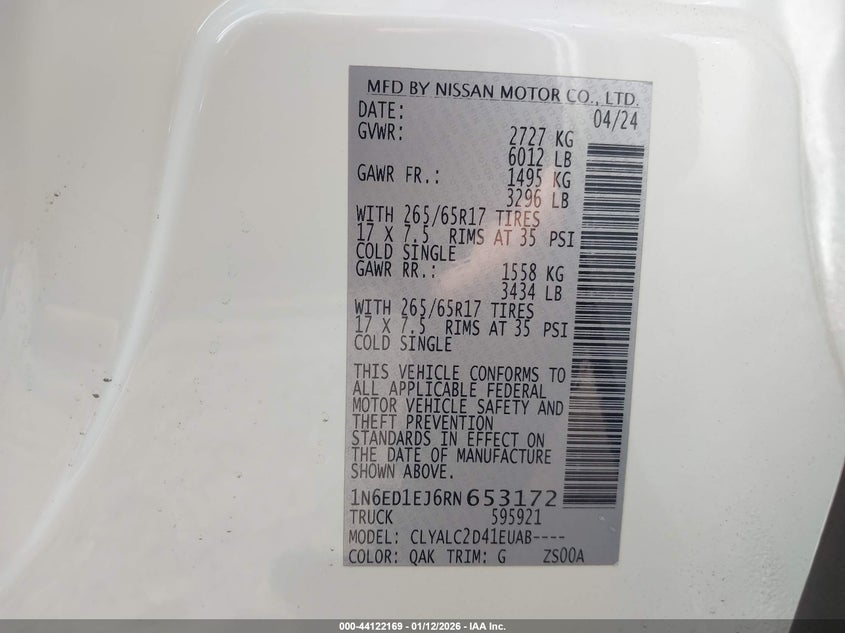 MFD BY NISSAN MOTOR CO., LTD.
DATE: 04/24
GVWR: 2727 KG
6012 LB
GAWR FR.: 1495 KG
3296 LB
WITH 265/65R17 TIRES
17 X 7.5 RIMS AT 35 PSI
COLD SINGLE
GAWR RR.: 1558 KG
3434 LB
WITH 265/65R17 TIRES
17 X 7.5 RIMS AT 35 PSI
COLD SINGLE
THIS VEHICLE CONFORMS TO
ALL APPLICABLE FEDERAL
MOTOR VEHICLE SAFETY AND
THEFT PREVENTION
STANDARDS IN EFFECT ON
THE DATE OF MANUFACTURE
SHOWN ABOVE.
1N6ED1EJ6RN653172
TRUCK 595921
MODEL: CLYALC2D41EUAB----
COLOR: QAK TRIM: G ZS00A
000-44122169 - 01/12/2026 - IAA Inc.